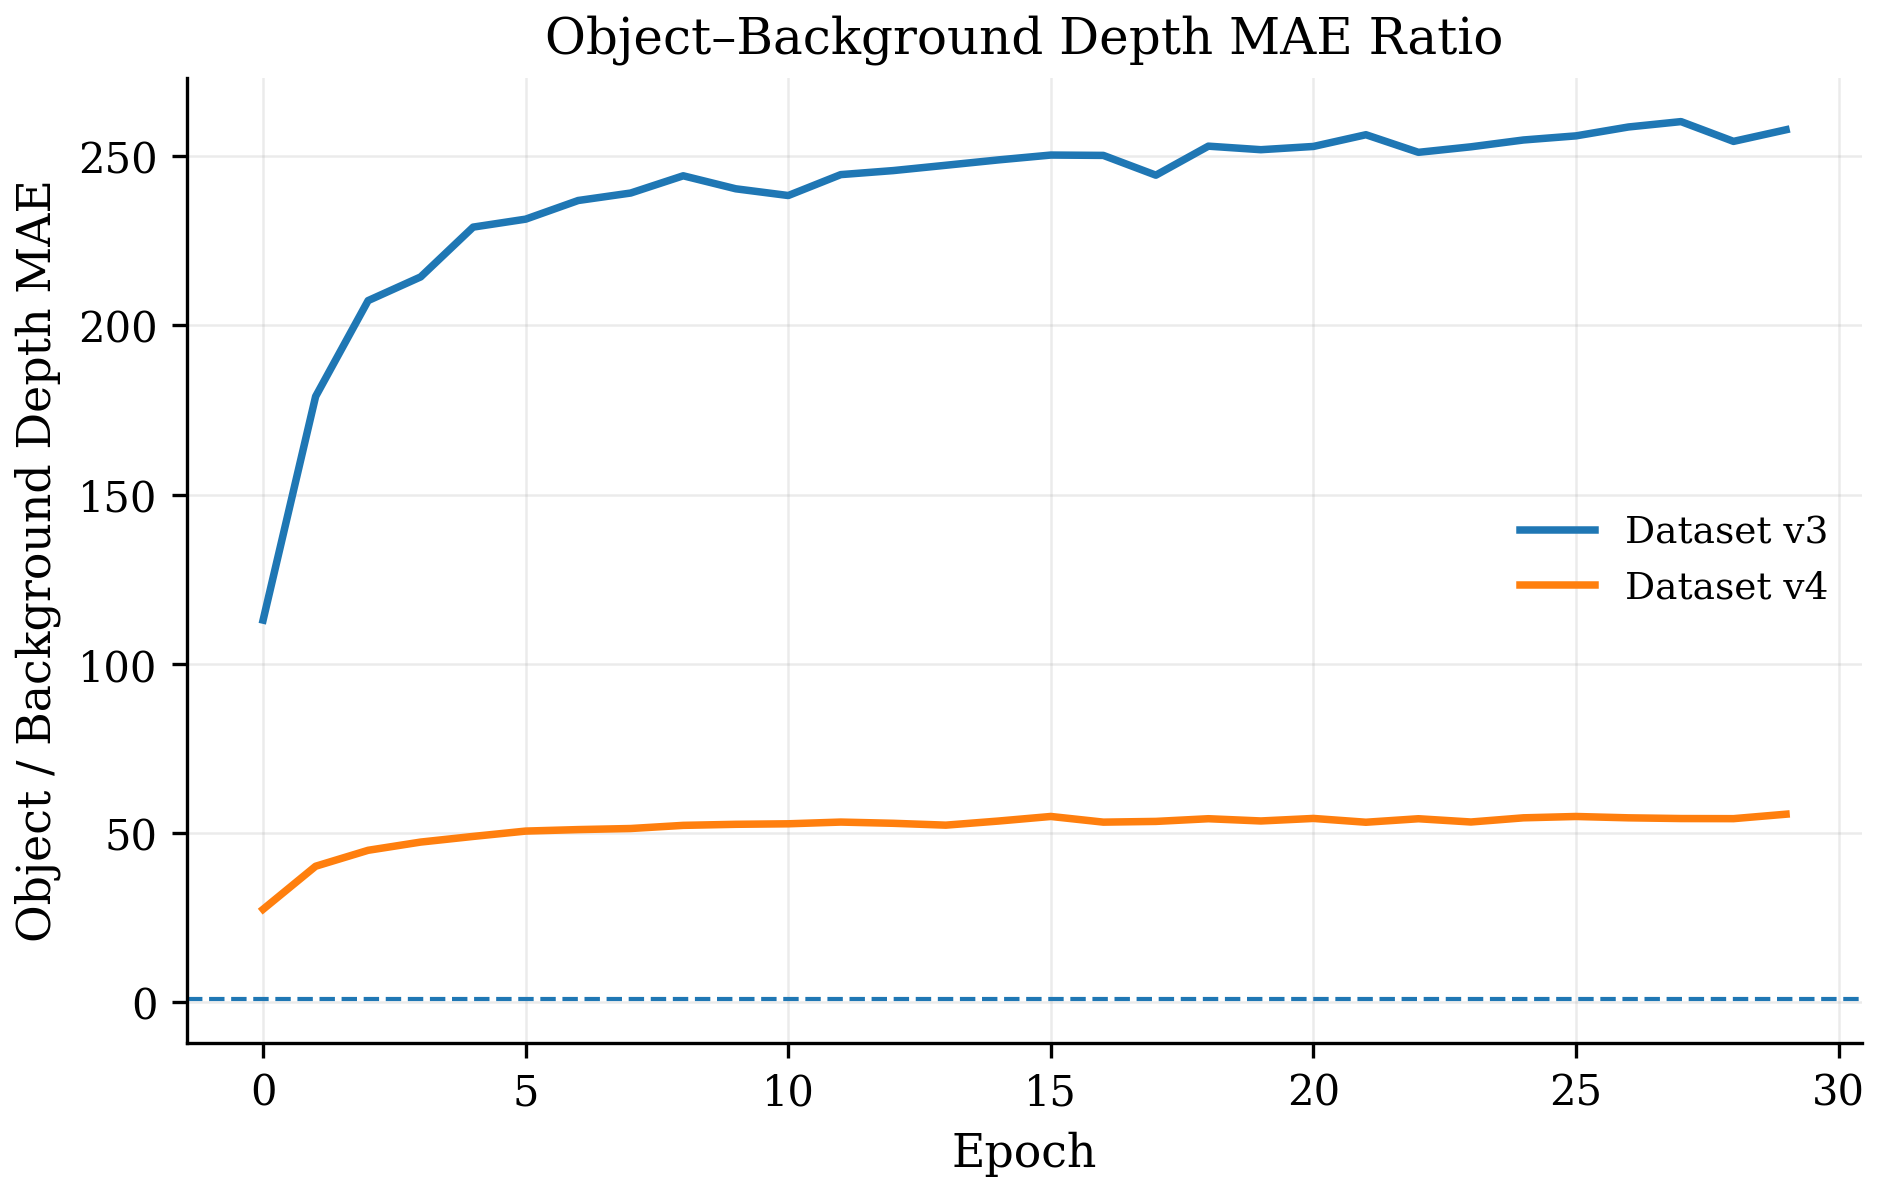 Object–Background Depth MAE Ratio
Object / Background Depth MAE
250
200
150
100
50
0
Dataset v3
Dataset v4
0 5 10 15 20 25 30
Epoch